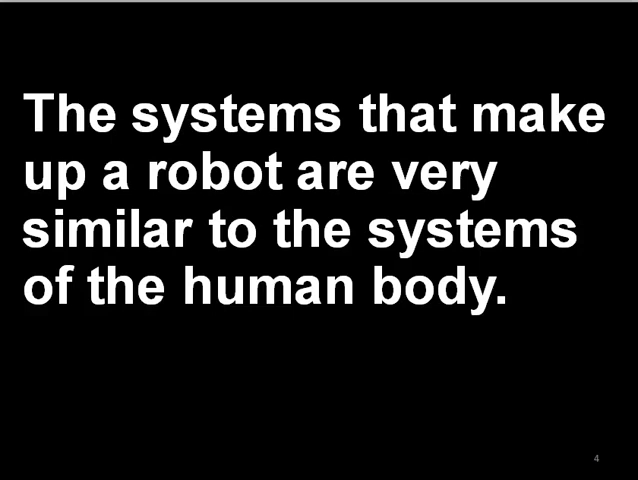 The systems that make
up a robot are very
similar to the systems
of the human body.
4